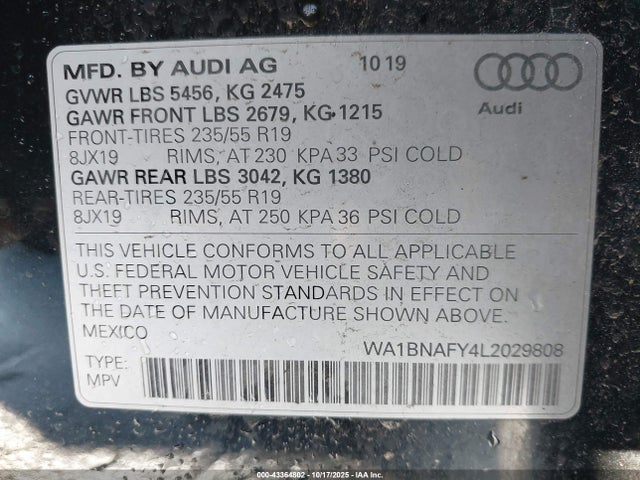 MFD. BY AUDI AG 10 19
GVWR LBS 5456, KG 2475
GAWR FRONT LBS 2679, KG 1215
FRONT-TIRES 235/55 R19
8JX19 RIMS, AT 230 KPA 33 PSI COLD
GAWR REAR LBS 3042, KG 1380
REAR-TIRES 235/55 R19
8JX19 RIMS, AT 250 KPA 36 PSI COLD
Audi
THIS VEHICLE CONFORMS TO ALL APPLICABLE
U.S. FEDERAL MOTOR VEHICLE SAFETY AND
THEFT PREVENTION STANDARDS IN EFFECT ON
THE DATE OF MANUFACTURE SHOWN ABOVE.
MEXICO
WA1BNAFY4L2029808
TYPE:
MPV
000-43364802 - 10/17/2025 - IAA Inc.